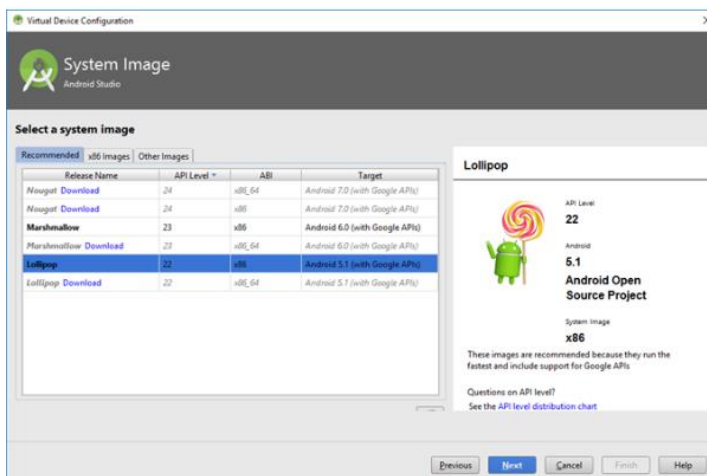 Virtual Device Configuration
System Image
Android Studio
Select a system image
Recommended x86 Images Other Images
Release Name API Level ABI Target
Nougat Download 24 x86_64 Android 7.0 (with Google APIs)
Nougat Download 24 x86 Android 7.0 (with Google APIs)
Marshmallow 23 x86 Android 6.0 (with Google APIs)
Marshmallow Download 23 x86_64 Android 6.0 (with Google APIs)
Lollipop 22 x86 Android 5.1 (with Google APIs)
Lollipop Download 22 x86_64 Android 5.1 (with Google APIs)
Lollipop
API Level
22
Android
5.1
Android Open
Source Project
System Image
x86
These images are recommended because they run the
fastest and include support for Google APIs
Questions on API level?
See the API level distribution chart
Previous Next Cancel Finish Help